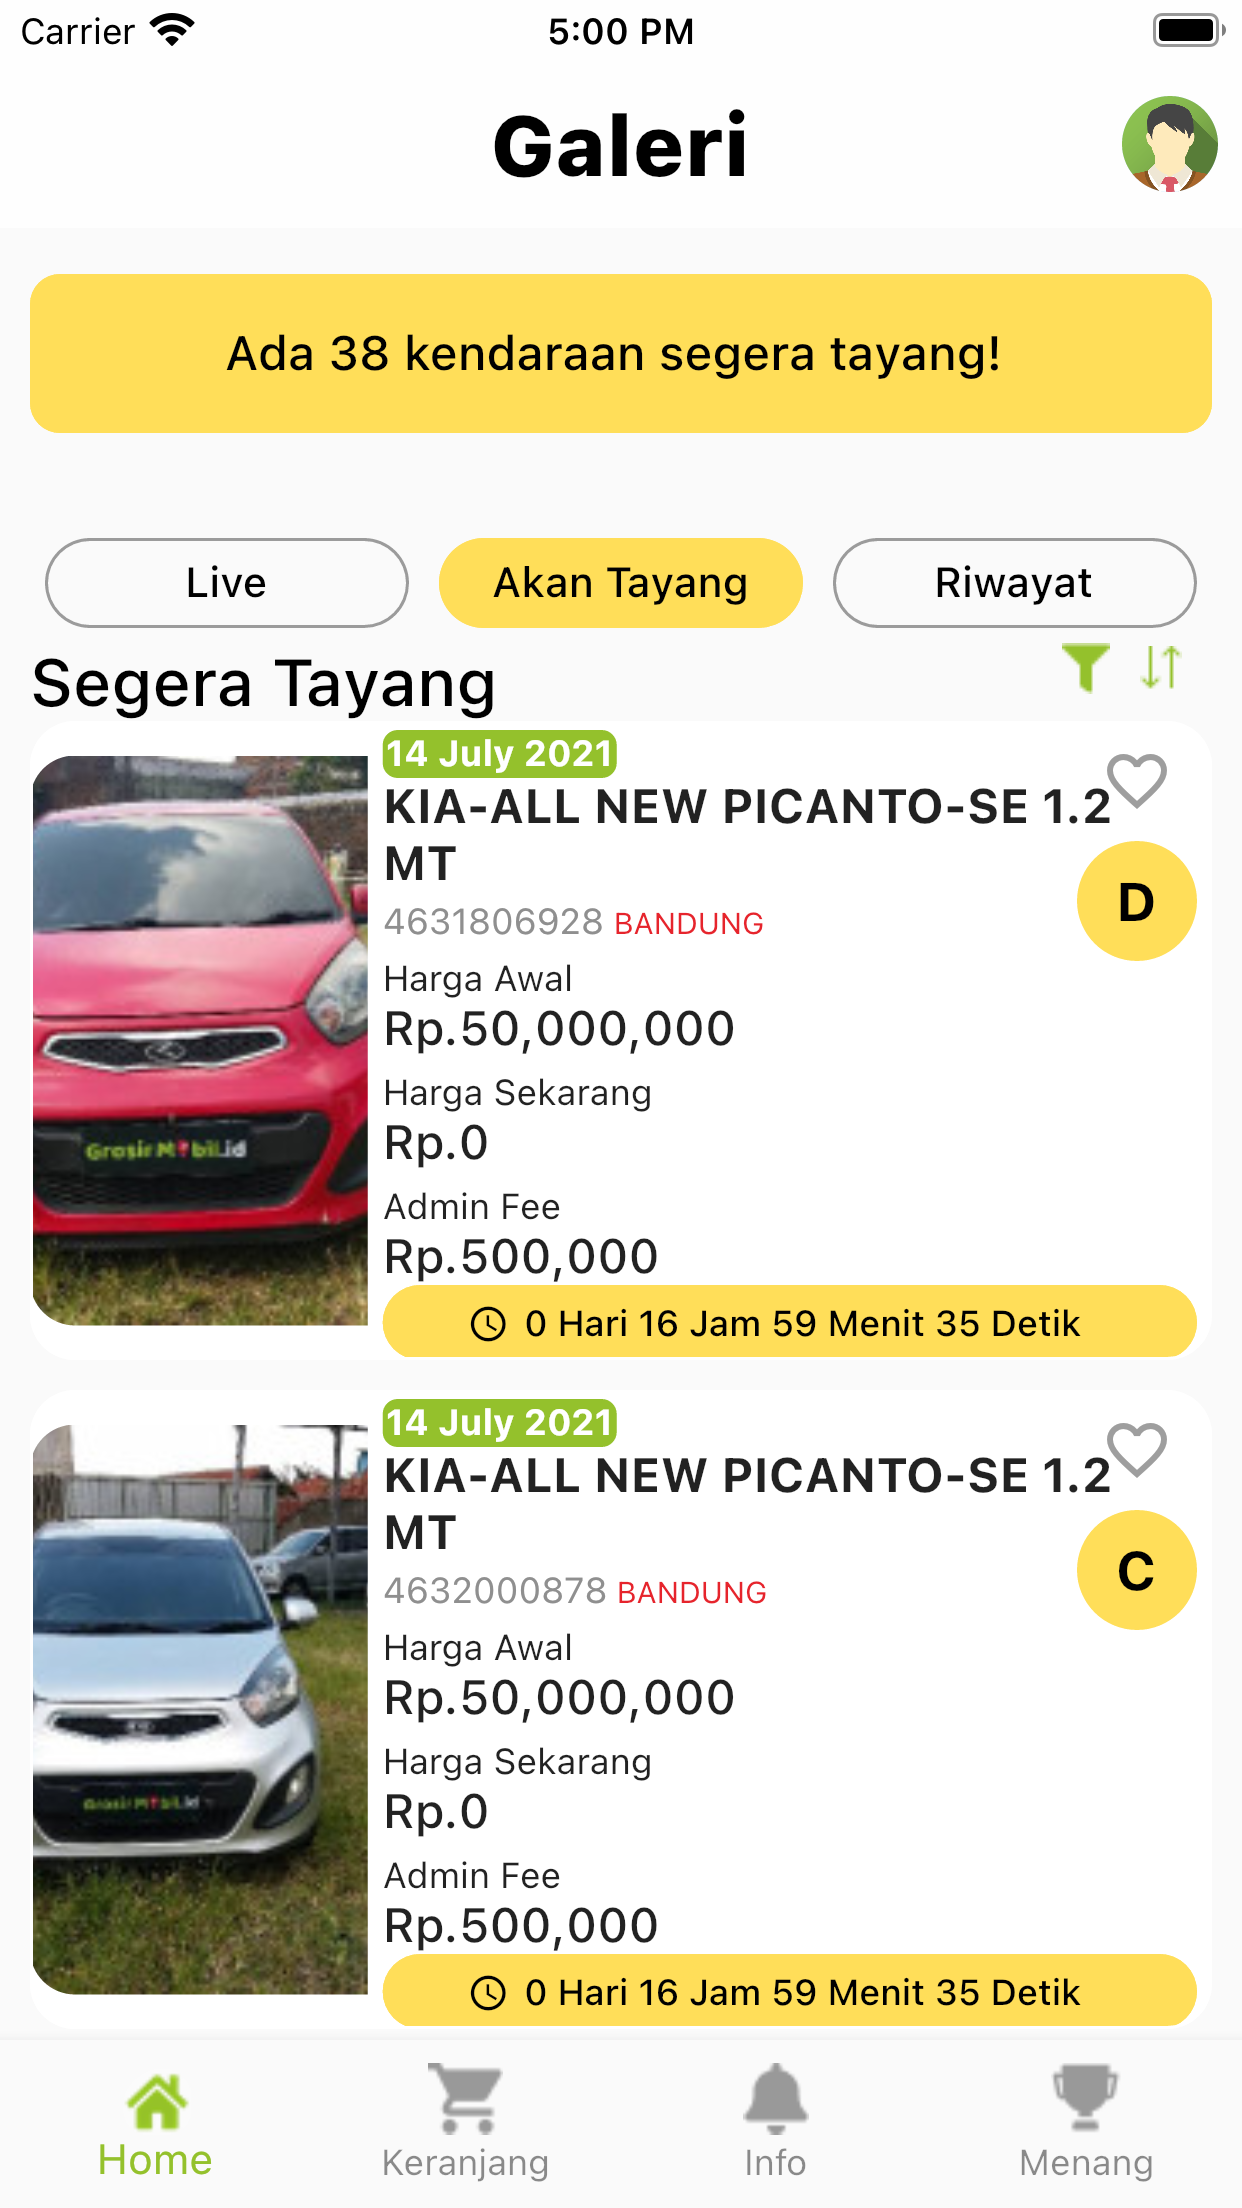 Carrier 5:00 PM
Galeri
Ada 38 kendaraan segera tayang!
Live Akan Tayang Riwayat
Segera Tayang
14 July 2021
KIA-ALL NEW PICANTO-SE 1.2
MT
D
4631806928 BANDUNG
Harga Awal
Rp.50,000,000
Harga Sekarang
Rp.0
Admin Fee
Rp.500,000
0 Hari 16 Jam 59 Menit 35 Detik
GrosirMobil.id
14 July 2021
KIA-ALL NEW PICANTO-SE 1.2
MT
C
4632000878 BANDUNG
Harga Awal
Rp.50,000,000
Harga Sekarang
Rp.0
Admin Fee
Rp.500,000
0 Hari 16 Jam 59 Menit 35 Detik
GrosirMobil.id
Home Keranjang Info Menang